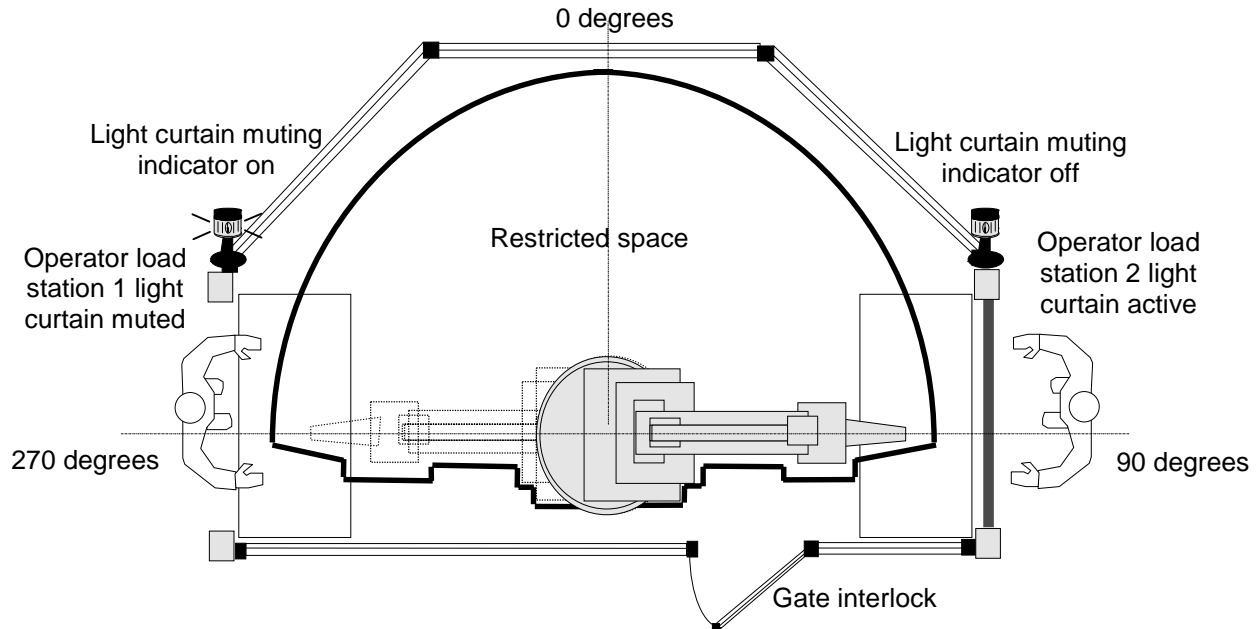 0 degrees
Light curtain muting
indicator on
Light curtain muting
indicator off
Restricted space
Operator load
station 1 light
curtain muted
Operator load
station 2 light
curtain active
270 degrees
90 degrees
Gate interlock